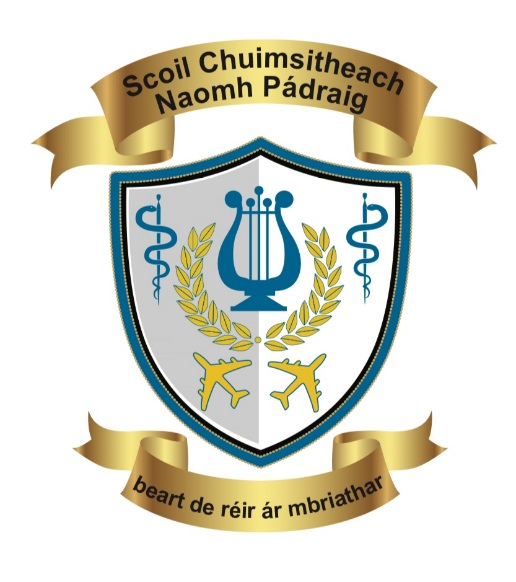 Scoil Chuimsitheach
Naomh Pádraig
beart de réir ár mbriathar